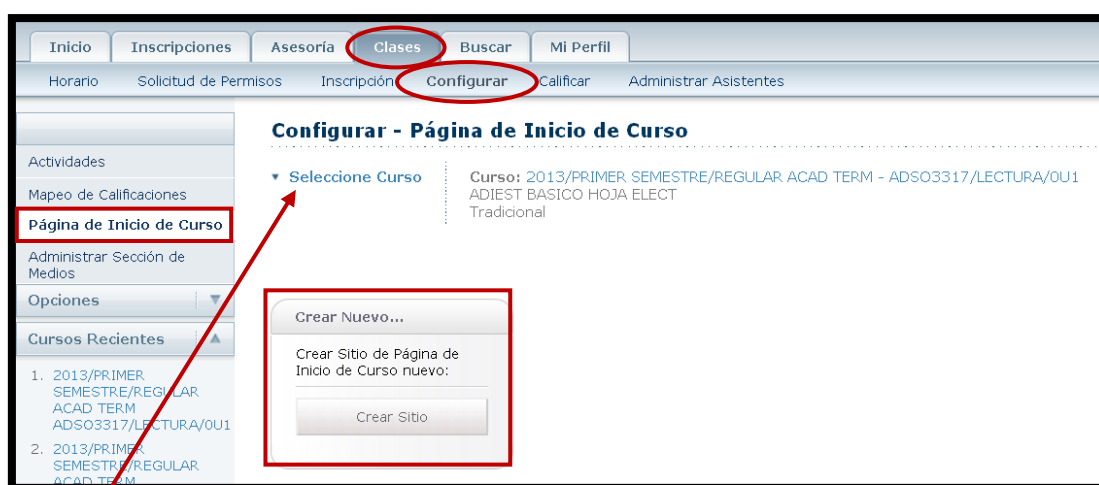 Inicio Inscripciones Asesoría Clases Buscar Mi Perfil
Horario Solicitud de Permisos Inscripción Configurar Calificar Administrar Asistentes
Configurar - Página de Inicio de Curso
Actividades
Mapeo de Calificaciones
Página de Inicio de Curso
Administrar Sección de
Medios
Opciones
Cursos Recientes
1. 2013/PRIMER
SEMESTRE/REGULAR
ACAD TERM
ADSO3317/LECTURA/0U1
2. 2013/PRIMER
SEMESTRE/REGULAR
ACAD TERM
Seleccione Curso
Curso: 2013/PRIMER SEMESTRE/REGULAR ACAD TERM - ADSO3317/LECTURA/0U1
ADIEST BASICO HOJA ELECT
Tradicional
Crear Nuevo...
Crear Sitio de Página de
Inicio de Curso nuevo:
Crear Sitio